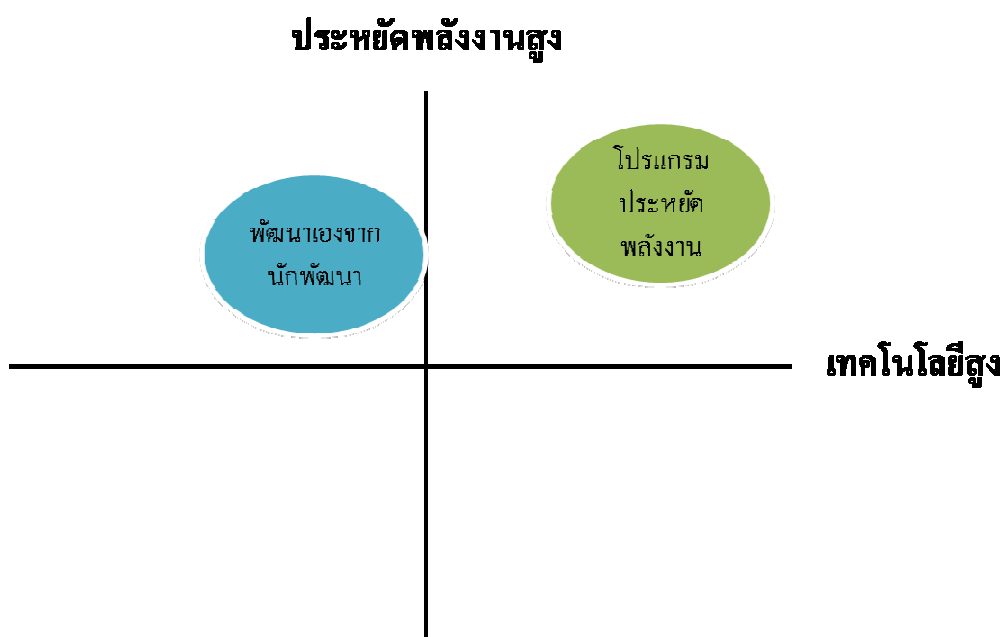 ประหยัดพลังงานสูง
โปรแกรม
ประหยัด
พลังงาน
พัฒนาเองจาก
นักพัฒนา
เทคโนโลยีสูง